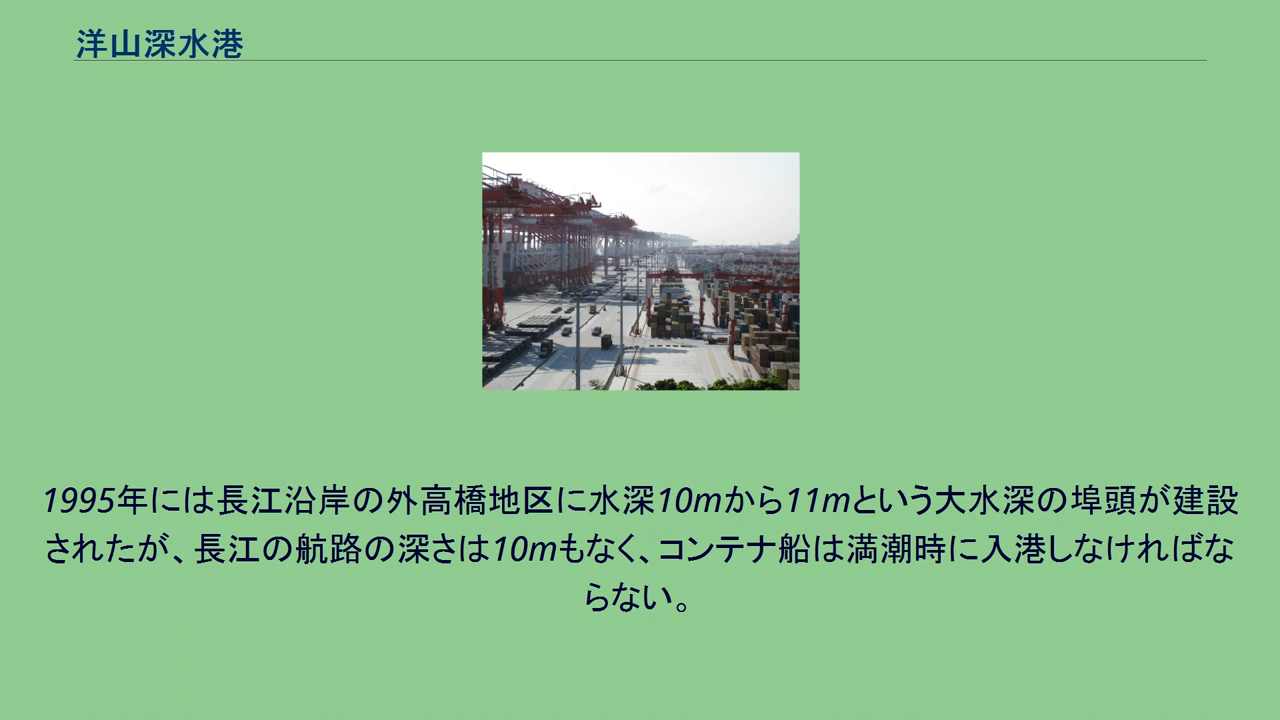 洋山深水港
1995年には長江沿岸の外高橋地区に水深10mから11mという大水深の埠頭が建設
されたが、長江の航路の深さは10mもなく、コンテナ船は満潮時に入港しなければな
らない。